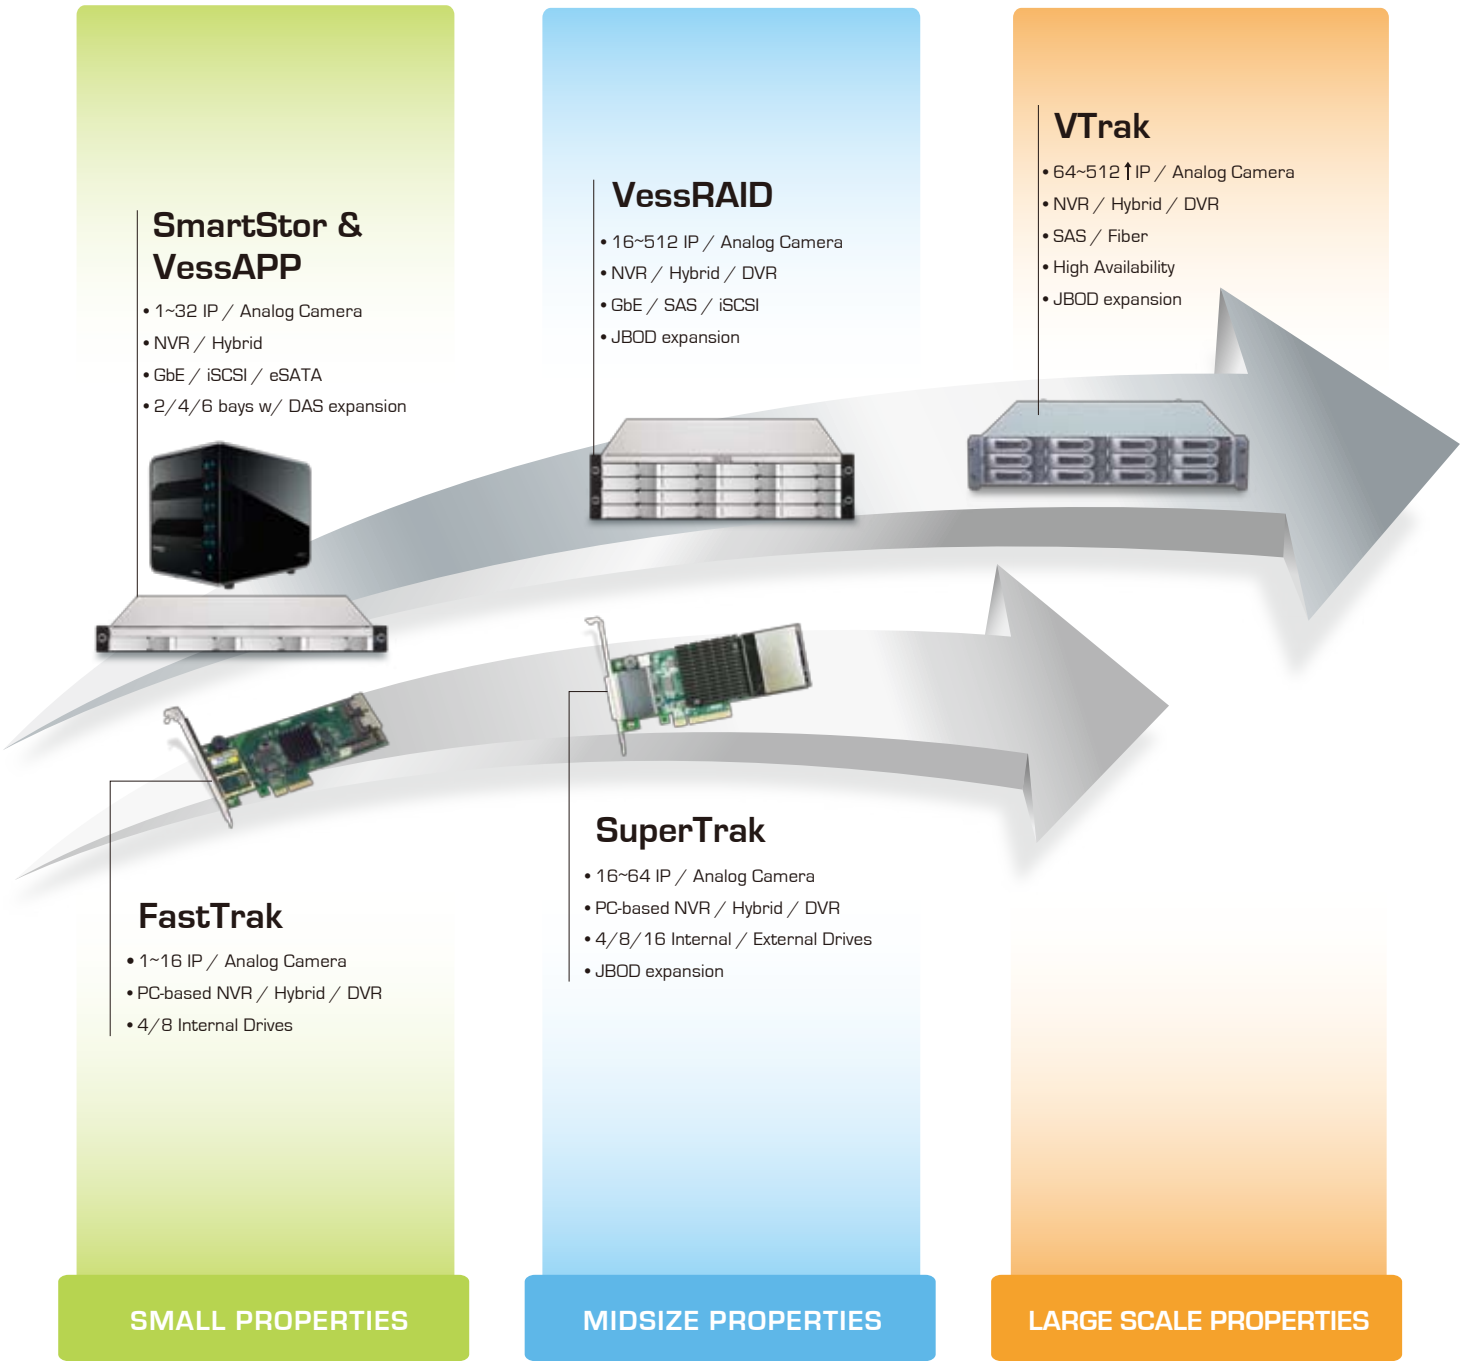 SmartStor &
VessAPP
• 1~32 IP / Analog Camera
• NVR / Hybrid
• GbE / iSCSI / eSATA
• 2/4/6 bays w/ DAS expansion
VessRAID
• 16~512 IP / Analog Camera
• NVR / Hybrid / DVR
• GbE / SAS / iSCSI
• JBOD expansion
VTrak
• 64~512↑IP / Analog Camera
• NVR / Hybrid / DVR
• SAS / Fiber
• High Availability
• JBOD expansion
FastTrak
• 1~16 IP / Analog Camera
• PC-based NVR / Hybrid / DVR
• 4/8 Internal Drives
SuperTrak
• 16~64 IP / Analog Camera
• PC-based NVR / Hybrid / DVR
• 4/8/16 Internal / External Drives
• JBOD expansion
SMALL PROPERTIES
MIDSIZE PROPERTIES
LARGE SCALE PROPERTIES